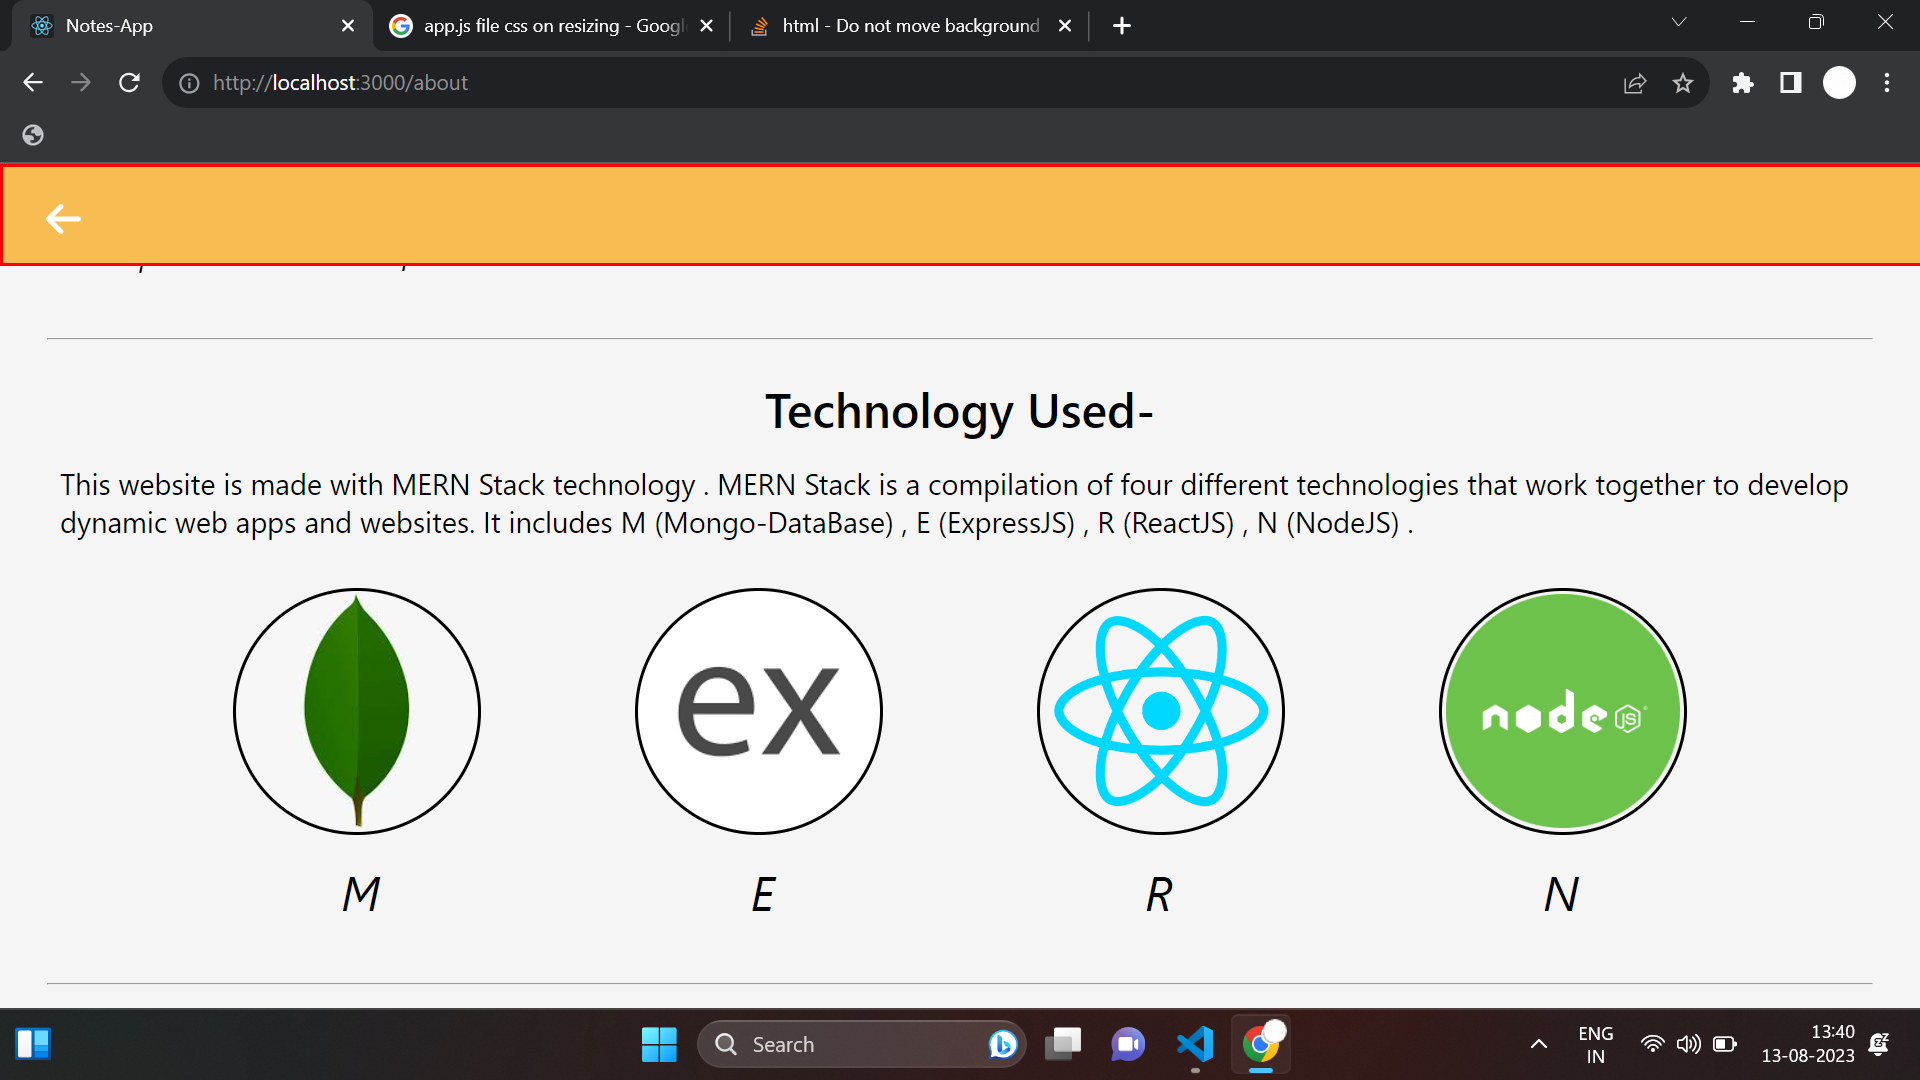 Notes-App
app.js file css on resizing - Googl
html - Do not move background
http://localhost:3000/about
Technology Used-
This website is made with MERN Stack technology . MERN Stack is a compilation of four different technologies that work together to develop
dynamic web apps and websites. It includes M (Mongo-DataBase) , E (ExpressJS) , R (ReactJS) , N (NodeJS) .
ex
node JS
M E R N
Search
ENG
IN
13:40
13-08-2023